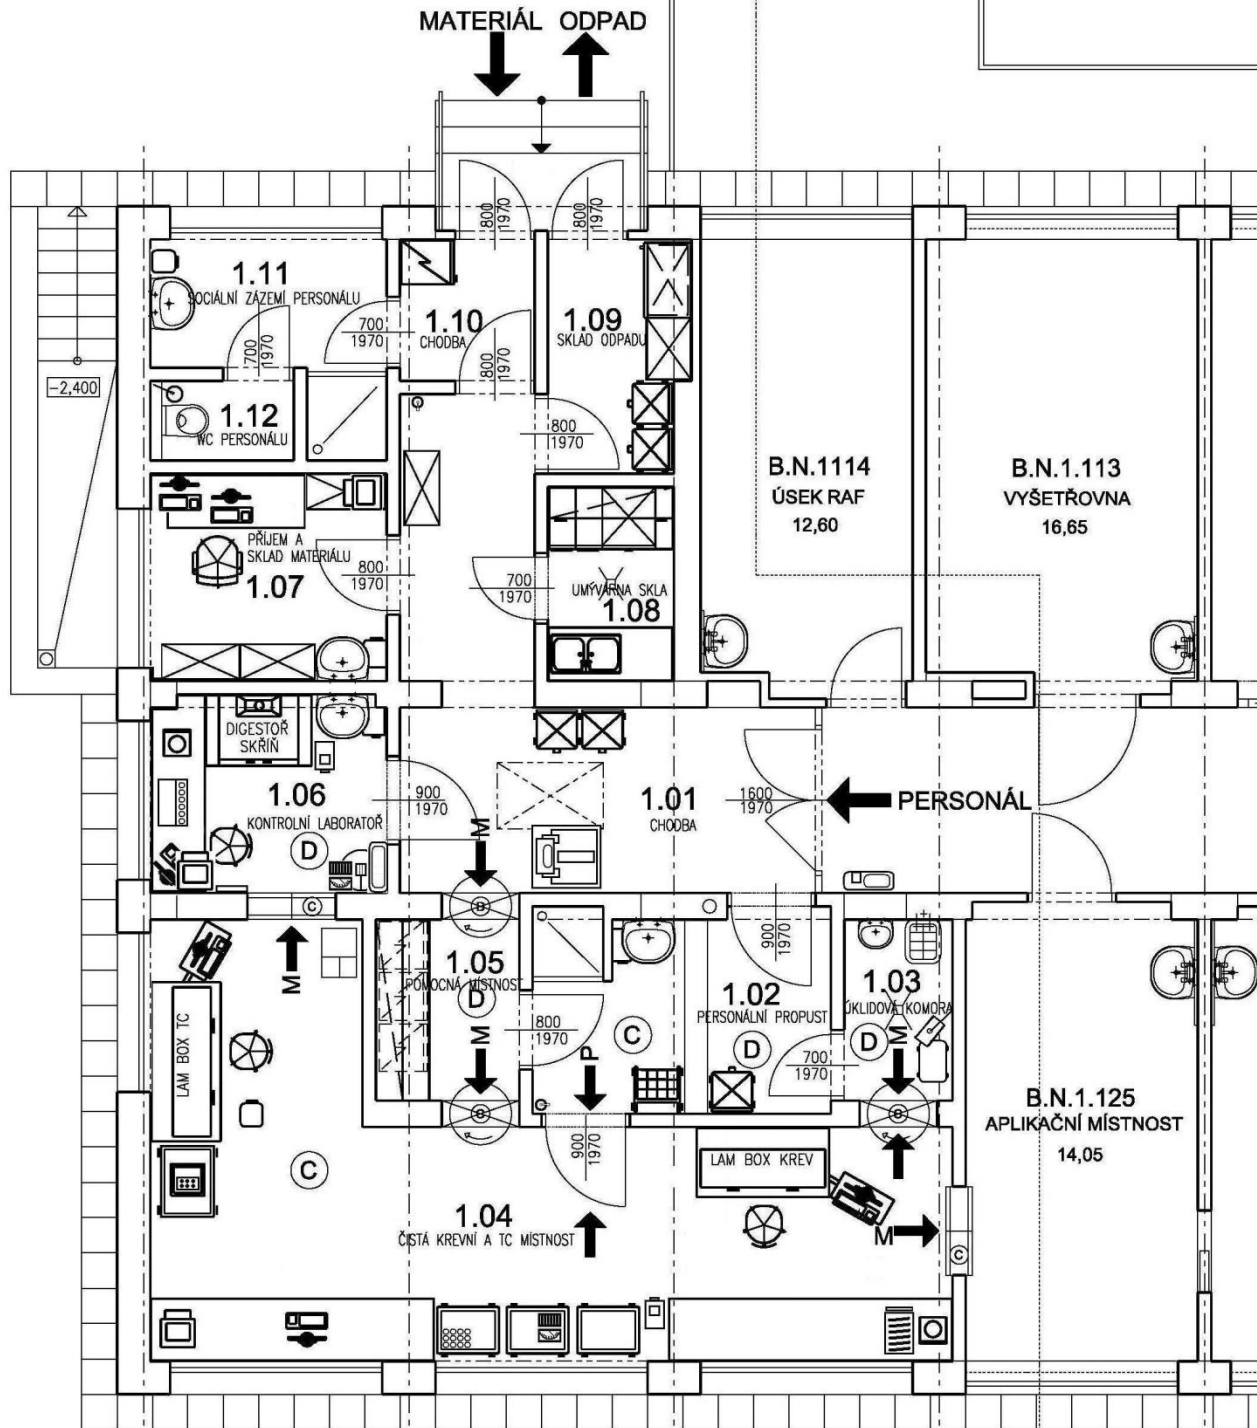 MATERIÁL ODPAD
800
1970
800
1970
1.11
SOCIÁLNÍ ZÁZEMÍ PERSONÁLU
700
1970
700
1970
1.10
CHODBA
800
1970
1.09
SKLAD ODPADU
-2,400
1.12
WC PERSONÁLU
800
1970
B.N.1114
ÚSEK RAF
12,60
B.N.1.113
VYŠETŘOVNA
16,65
PŘÍJEM A
SKLAD MATERIÁLU
1.07
800
1970
700
1970
UMÝVÁRNA SKLA
1.08
DIGESTOŘ
SKŘÍŇ
1.06
KONTROLNÍ LABORATOŘ
D
900
1970
M
1.01
CHODBA
1600
1970
PERSONÁL
C
M
B
1.05
POMOCNÁ MÍSTNOST
D
M
800
1970
C
P
900
1970
1.02
PERSONÁLNÍ PROPUST
D
700
1970
1.03
ÚKLIDOVÁ KOMORA
D
M
LAM BOX TC
C
C
C
900
1970
LAM BOX KREV
1.04
ČISTÁ KREVNÍ A TC MÍSTNOST
M
C
B.N.1.125
APLIKAČNÍ MÍSTNOST
14,05